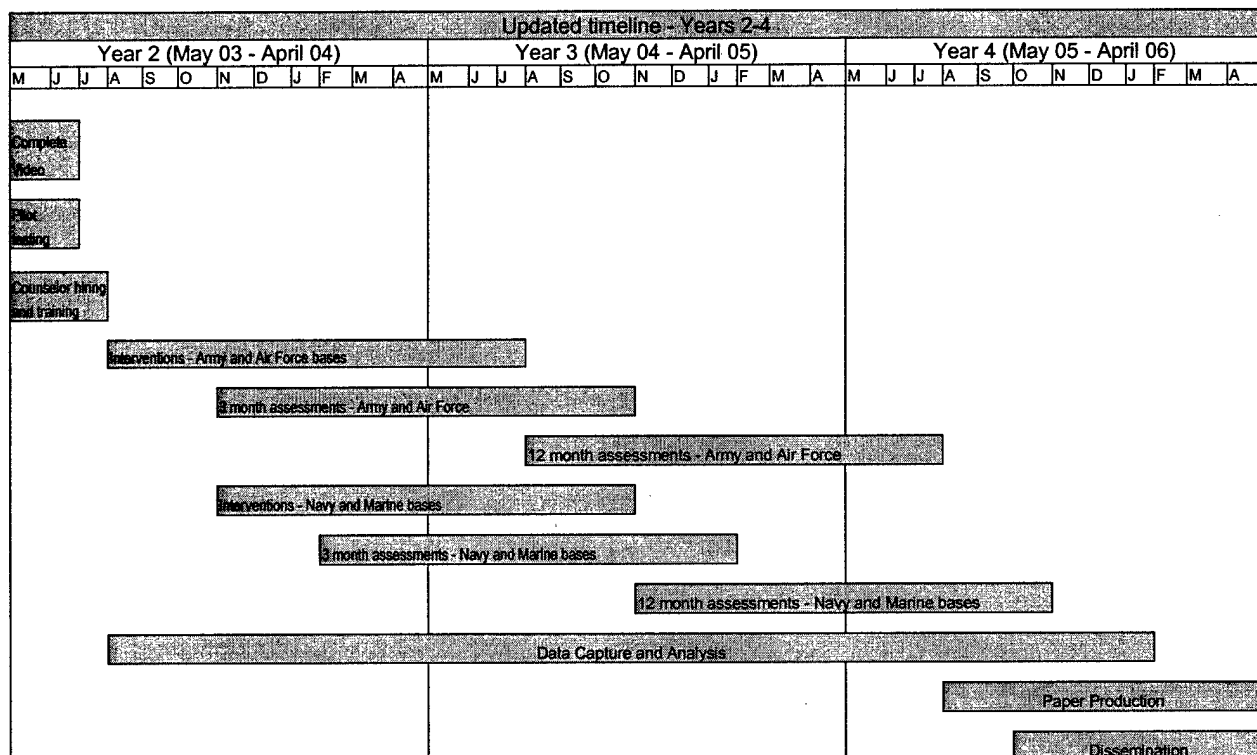 Updated timeline - Years 2-4
Year 2 (May 03 - April 04) Year 3 (May 04 - April 05) Year 4 (May 05 - April 06)
M J J A S O N D J F M A M J J A S O N D J F M A M J J A S O N D J F M A
Complete
Video
Pilot
testing
Counselor hiring
and training
Interventions - Army and Air Force bases
3 month assessments - Army and Air Force
12 month assessments - Army and Air Force
Interventions - Navy and Marine bases
3 month assessments - Navy and Marine bases
12 month assessments - Navy and Marine bases
Data Capture and Analysis
Paper Production
Dissemination